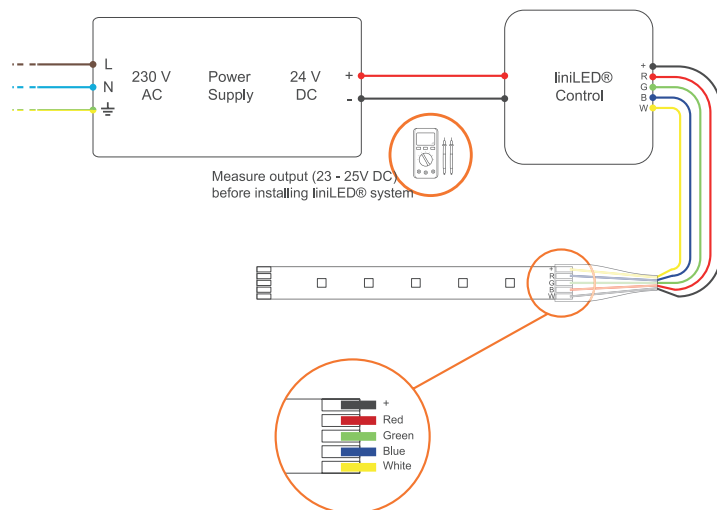 L
N
230 V
AC
Power
Supply
24 V
DC
+
-
liniLED®
Control
+
R
G
B
W
Measure output (23 - 25V DC)
before installing liniLED® system
+
R
G
B
W
+
Red
Green
Blue
White